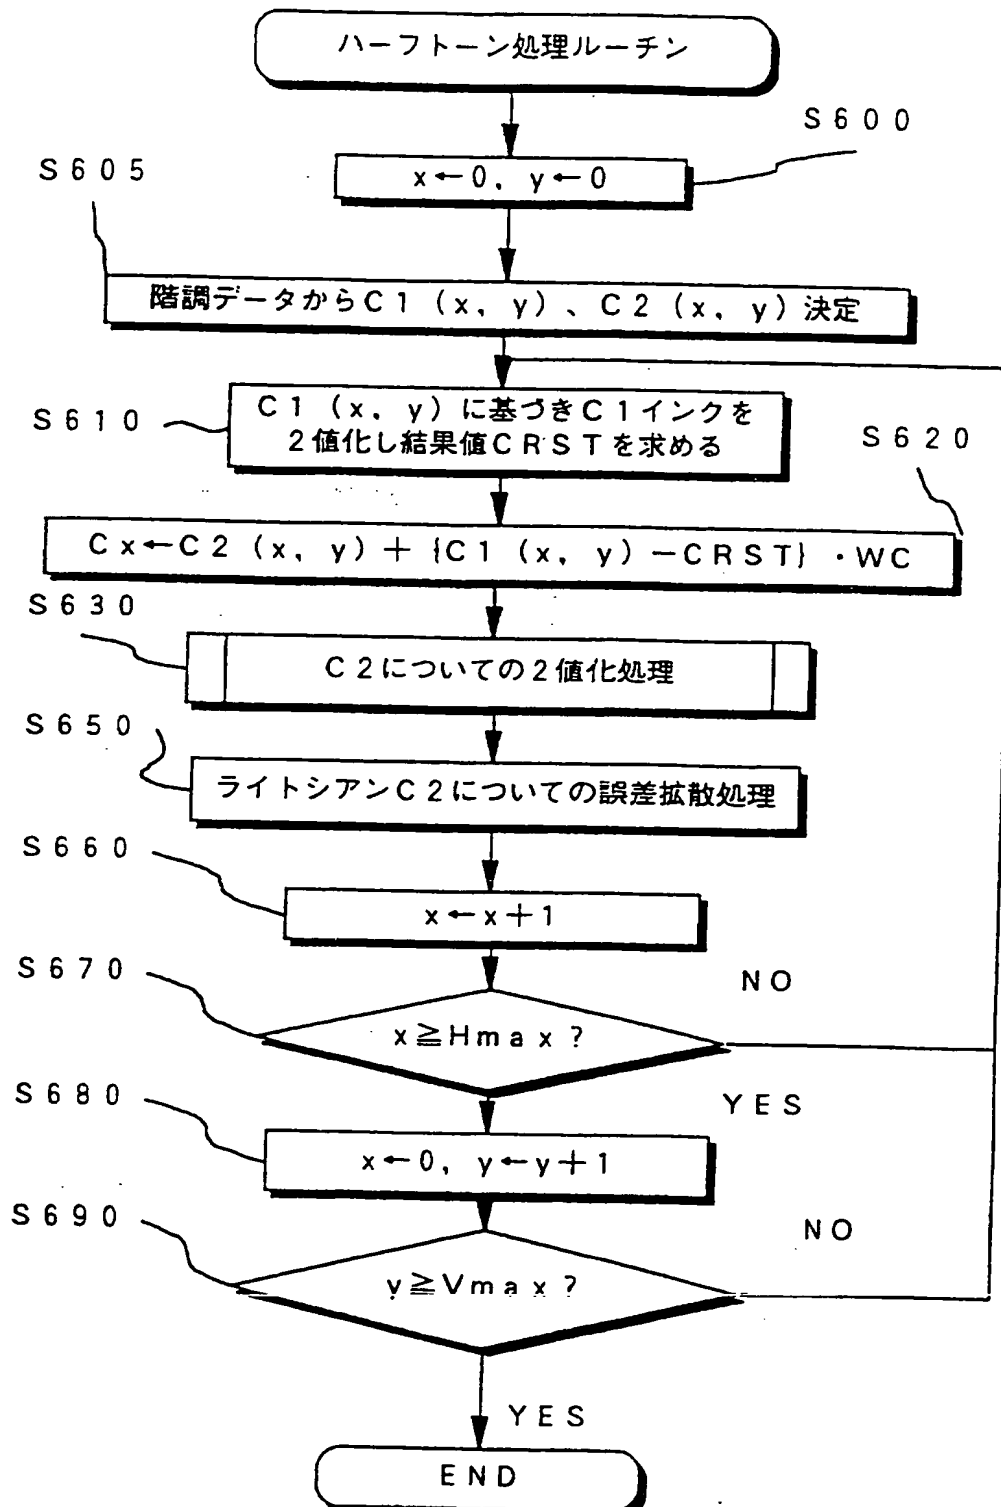 ハーフトーン処理ルーチン
S600
x←0, y←0
S605
階調データからC1(x, y)、C2(x, y)決定
S610
C1(x, y)に基づきC1インクを
2値化し結果値CRSTを求める
S620
Cx←C2(x, y)+{C1(x, y)−CRST}・WC
S630
C2についての2値化処理
S650
ライトシアンC2についての誤差拡散処理
S660
x←x+1
S670
x≧Hmax?
NO
YES
S680
x←0, y←y+1
S690
y≧Vmax?
NO
YES
END